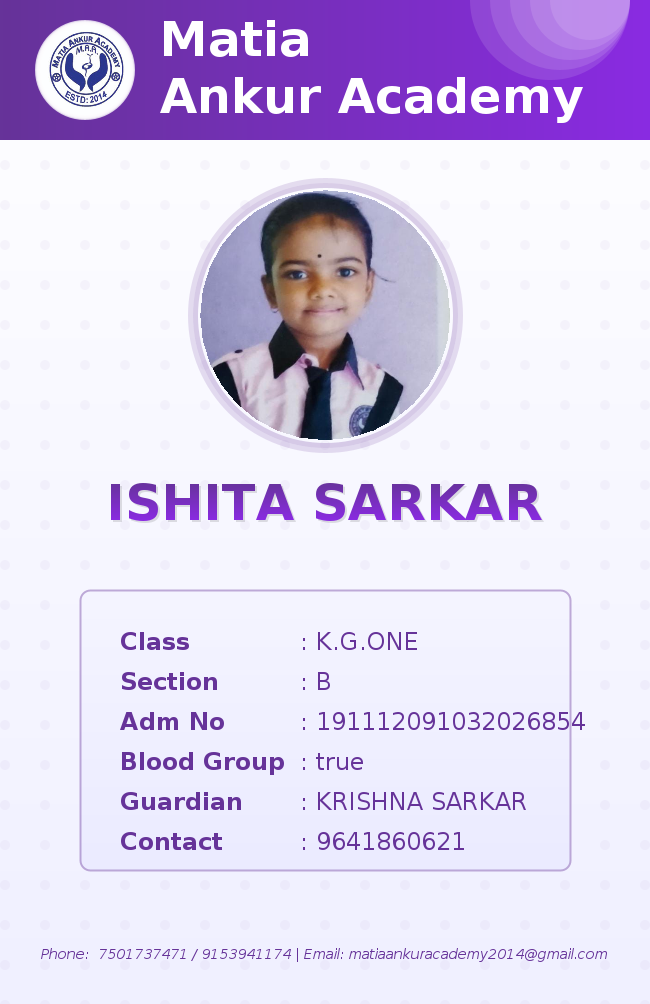 MATIA ANKUR ACADEMY
M.A.A
ESTD: 2014
Matia
Ankur Academy
ISHITA SARKAR
Class : K.G.ONE
Section : B
Adm No : 191112091032026854
Blood Group : true
Guardian : KRISHNA SARKAR
Contact : 9641860621
Phone: 7501737471 / 9153941174 | Email: matiaankuracademy2014@gmail.com